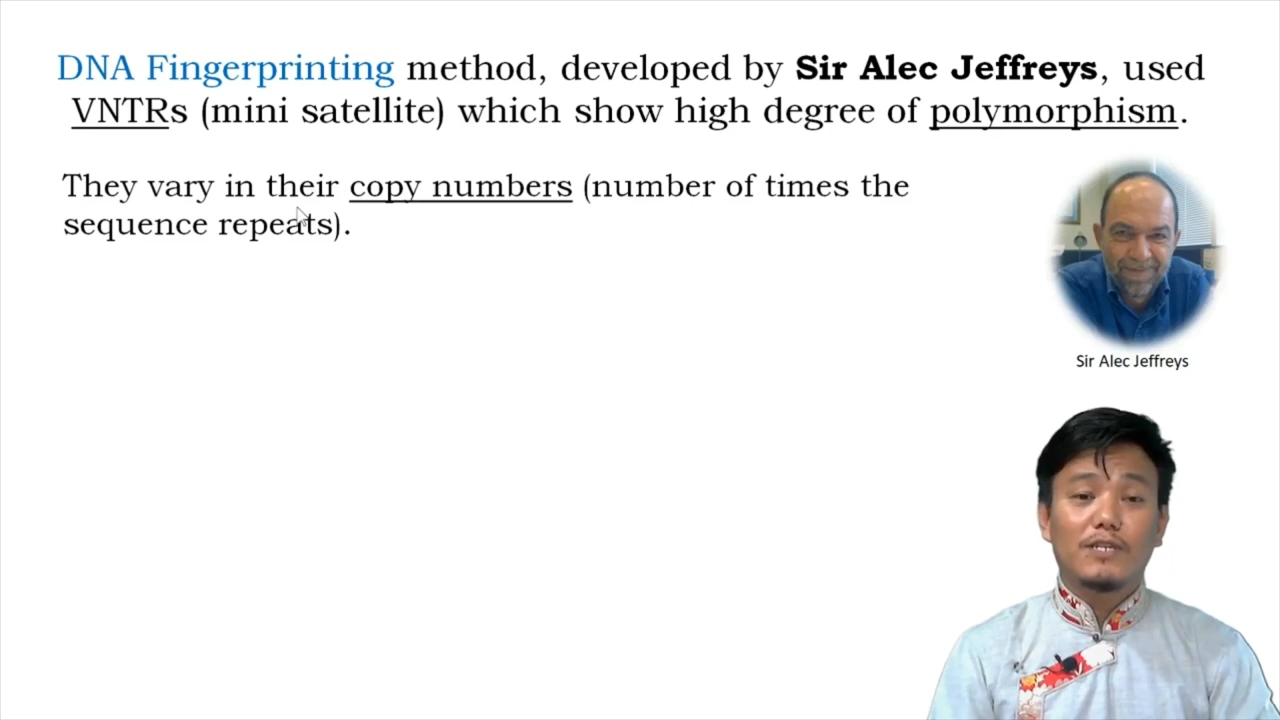 DNA Fingerprinting method, developed by Sir Alec Jeffreys, used
VNTRs (mini satellite) which show high degree of polymorphism.
They vary in their copy numbers (number of times the
sequence repeats).
Sir Alec Jeffreys